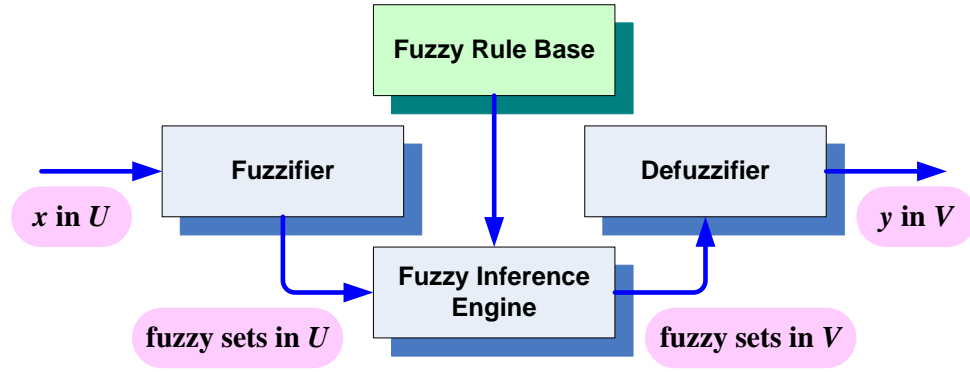 Fuzzy Rule Base
Fuzzifier
Defuzzifier
x in U
y in V
Fuzzy Inference
Engine
fuzzy sets in U
fuzzy sets in V